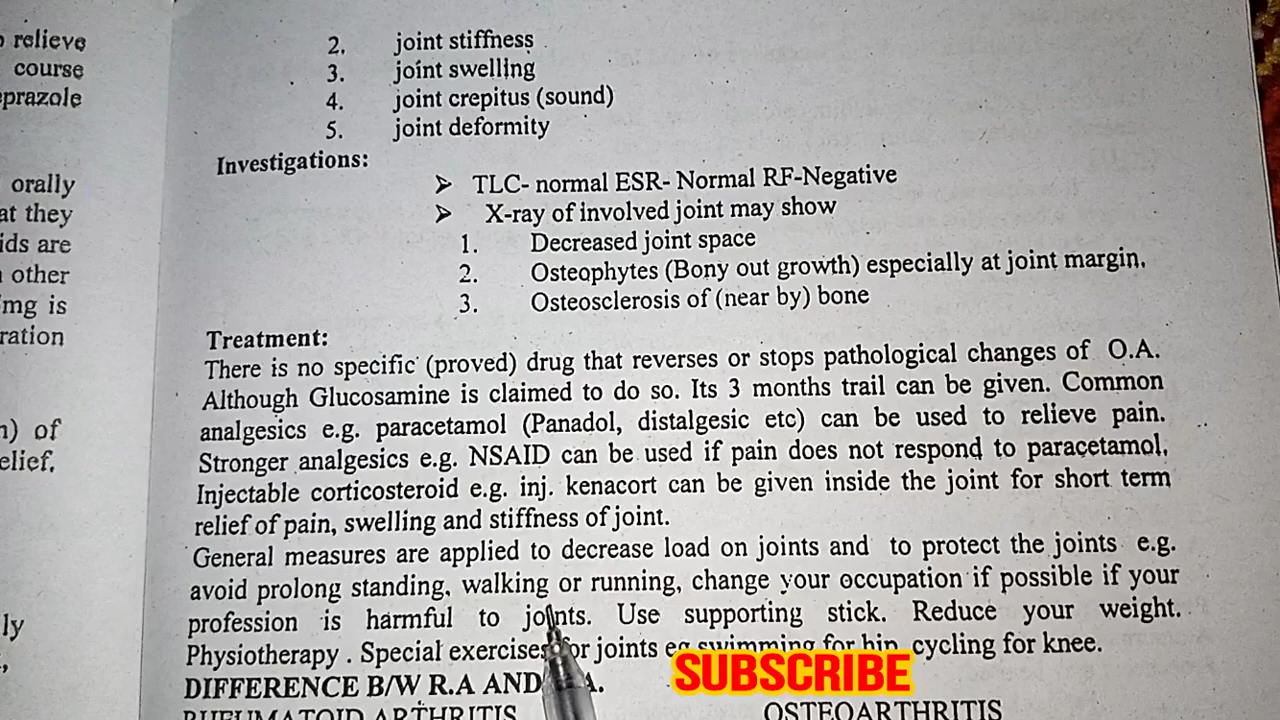 o relieve
course
eprazole
orally
at they
ids are
other
mg is
ration
n) of
elief,
ly
2. joint stiffness
3. joint swelling
4. joint crepitus (sound)
5. joint deformity
Investigations:
➢ TLC- normal ESR- Normal RF-Negative
➢ X-ray of involved joint may show
1. Decreased joint space
2. Osteophytes (Bony out growth) especially at joint margin.
3. Osteosclerosis of (near by) bone
Treatment:
There is no specific (proved) drug that reverses or stops pathological changes of O.A.
Although Glucosamine is claimed to do so. Its 3 months trail can be given. Common
analgesics e.g. paracetamol (Panadol, distalgesic etc) can be used to relieve pain.
Stronger analgesics e.g. NSAID can be used if pain does not respond to paracetamol.
Injectable corticosteroid e.g. inj. kenacort can be given inside the joint for short term
relief of pain, swelling and stiffness of joint.
General measures are applied to decrease load on joints and to protect the joints e.g.
avoid prolong standing, walking or running, change your occupation if possible if your
profession is harmful to joints. Use supporting stick. Reduce your weight.
Physiotherapy . Special exercises for joints eg swimming for hip, cycling for knee.
SUBSCRIBE
DIFFERENCE B/W R.A AND A.
RHEUMATOID ARTHRITIS OSTEOARTHRITIS